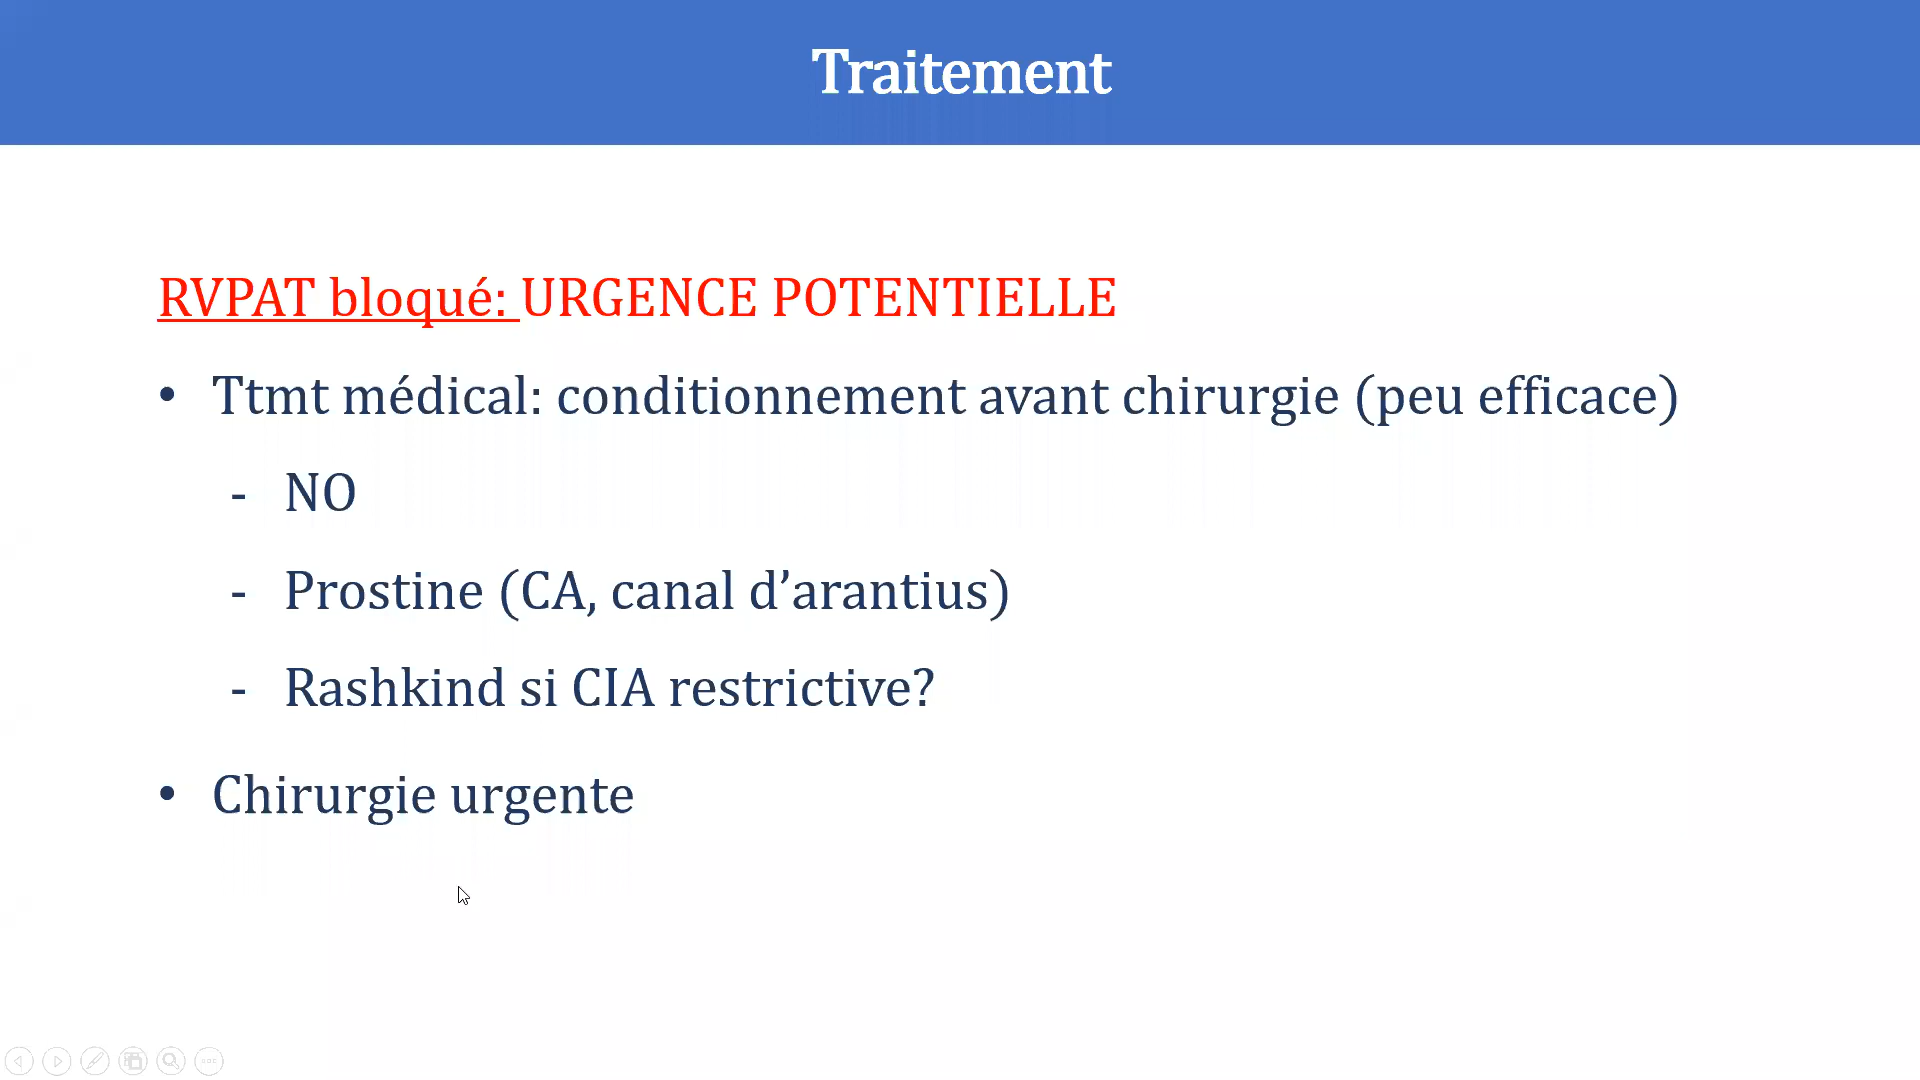 Traitement
RVPAT bloqué: URGENCE POTENTIELLE
• Ttmt médical: conditionnement avant chirurgie (peu efficace)
- NO
- Prostine (CA, canal d’arantius)
- Rashkind si CIA restrictive?
• Chirurgie urgente